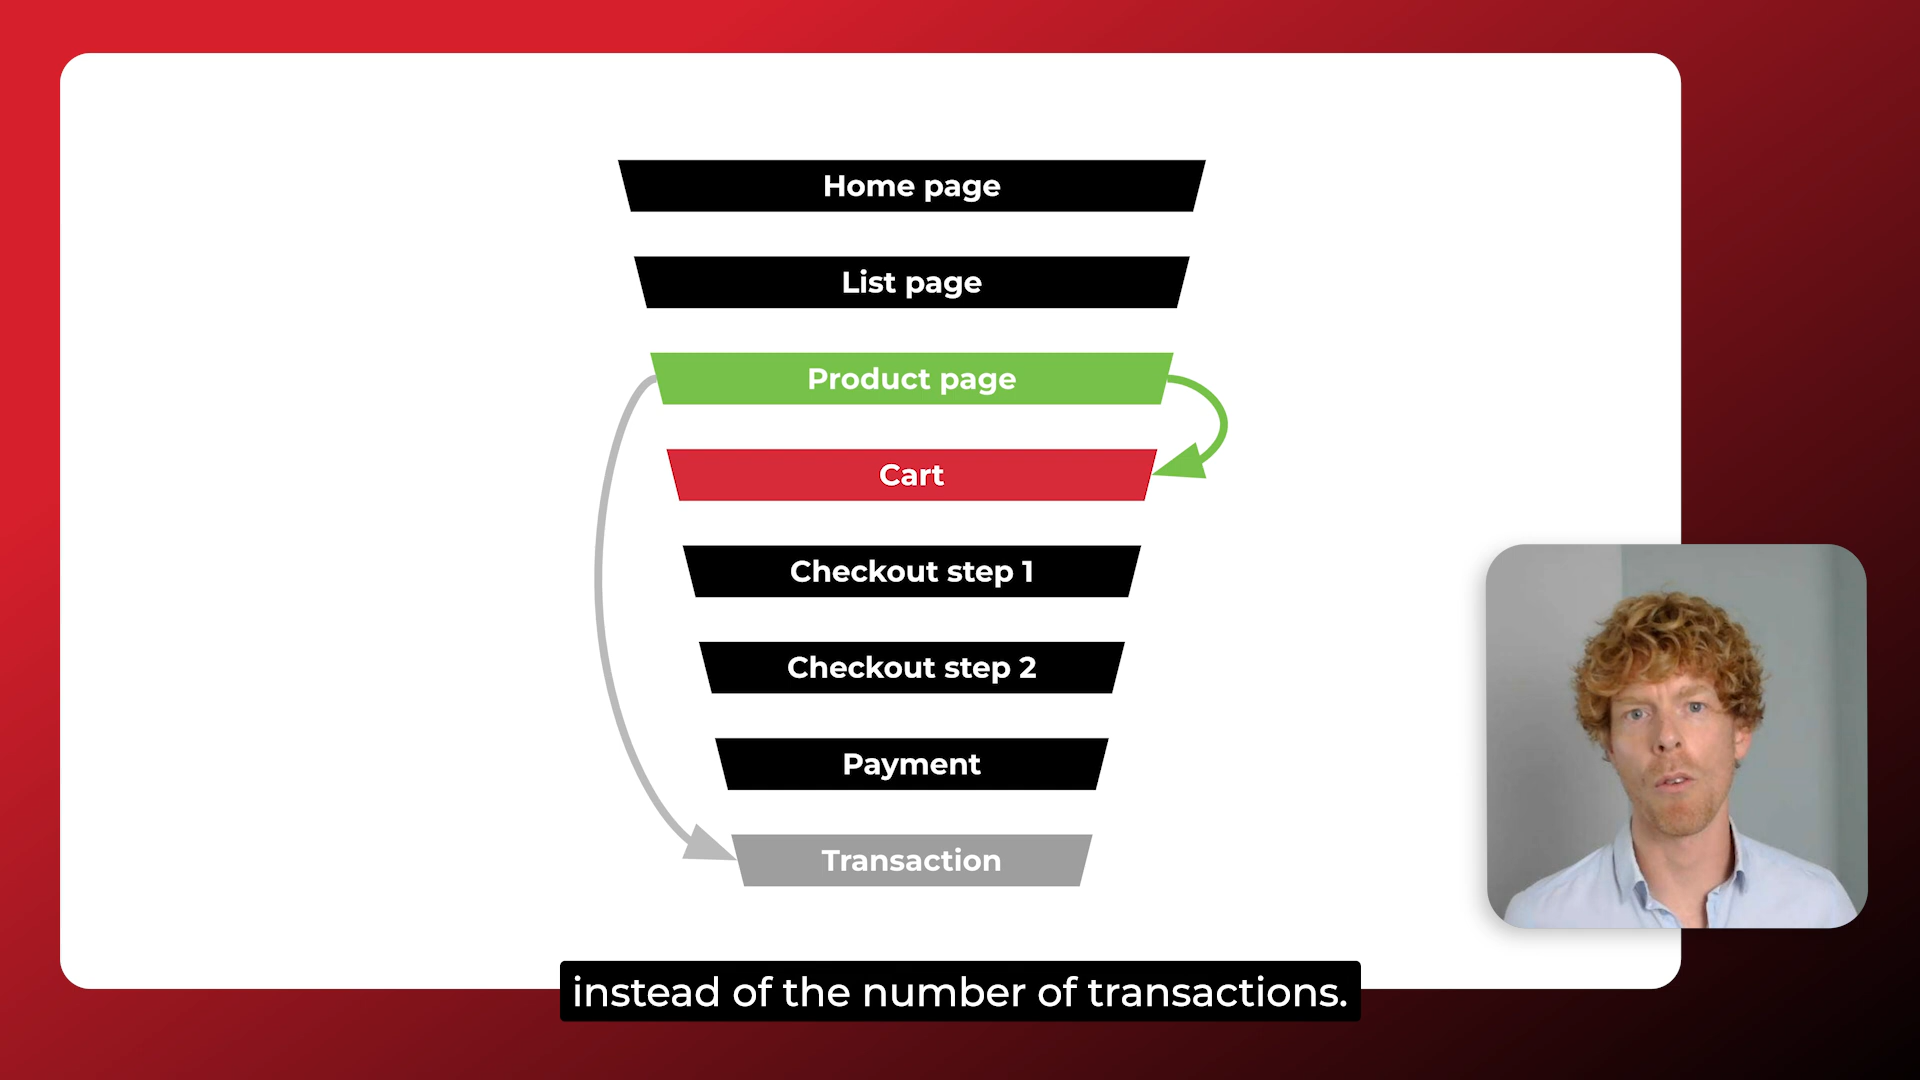 Home page
List page
Product page
Cart
Checkout step 1
Checkout step 2
Payment
Transaction
instead of the number of transactions.